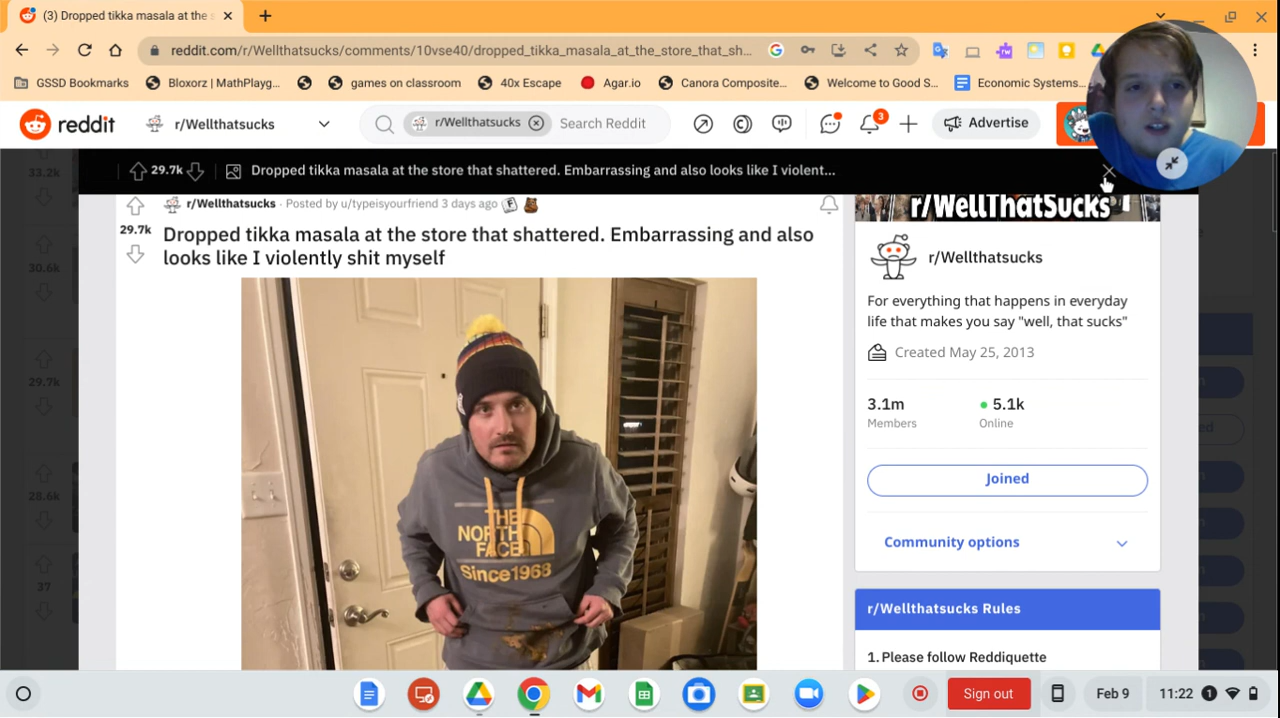 (3) Dropped tikka masala at the s
reddit.com/r/Wellthatsucks/comments/10vse40/dropped_tikka_masala_at_the_store_that_sh...
GSSD Bookmarks
Bloxorz | MathPlayg...
games on classroom
40x Escape
Agar.io
Canora Composite...
Welcome to Good S...
Economic Systems...
reddit
r/Wellthatsucks
r/Wellthatsucks
Search Reddit
3
Advertise
29.7k
Dropped tikka masala at the store that shattered. Embarrassing and also looks like I violent...
r/Wellthatsucks · Posted by u/typeisyourfriend 3 days ago
29.7k
Dropped tikka masala at the store that shattered. Embarrassing and also
looks like I violently shit myself
THE
NORTH
FACE
Since1968
r/WellThatSucks
r/Wellthatsucks
For everything that happens in everyday
life that makes you say "well, that sucks"
Created May 25, 2013
3.1m
5.1k
Members
Online
Joined
Community options
r/Wellthatsucks Rules
1. Please follow Reddiquette
33.2k
30.6k
29.7k
28.6k
37
ed
Sign out
Feb 9
11:22
1